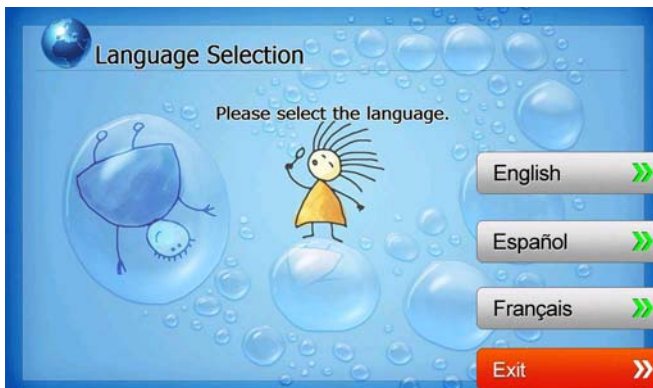 Language Selection
Please select the language.
English
Español
Français
Exit